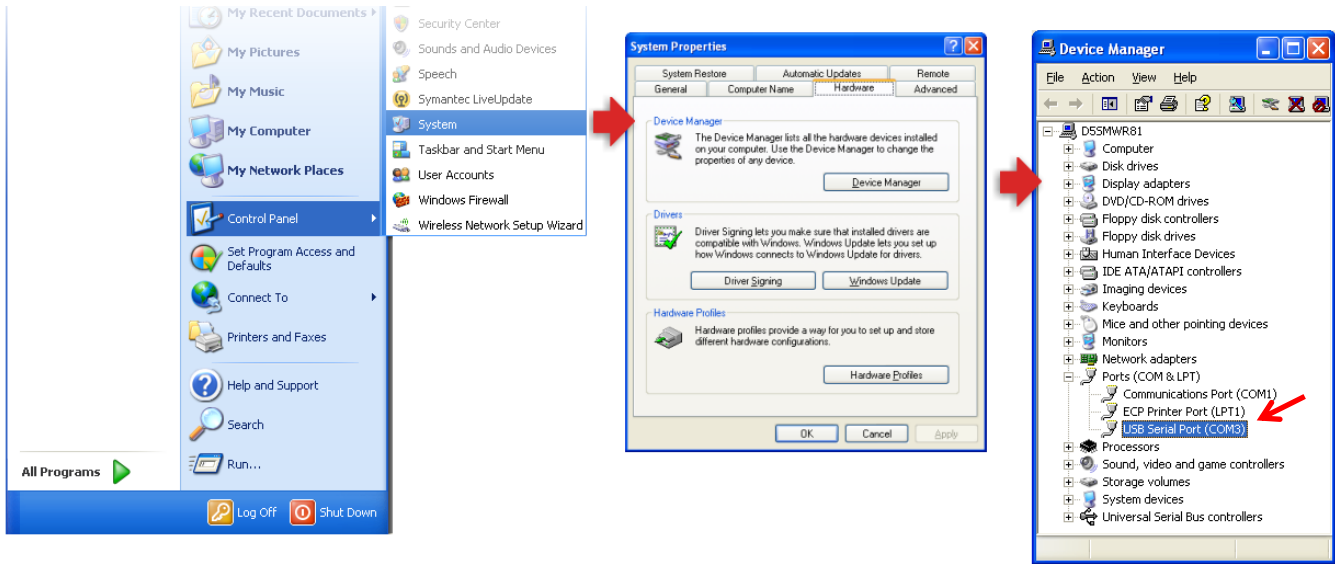 My Recent Documents
My Pictures
My Music
My Computer
My Network Places
Control Panel
Set Program Access and
Defaults
Connect To
Printers and Faxes
Help and Support
Search
Run...
All Programs
Log Off
Shut Down
Security Center
Sounds and Audio Devices
Speech
Symantec LiveUpdate
System
Taskbar and Start Menu
User Accounts
Windows Firewall
Wireless Network Setup Wizard
System Properties
System Restore Automatic Updates Remote
General Computer Name Hardware Advanced
Device Manager
The Device Manager lists all the hardware devices installed
on your computer. Use the Device Manager to change the
properties of any device.
Device Manager
Drivers
Driver Signing lets you make sure that installed drivers are
compatible with Windows. Windows Update lets you set up
how Windows connects to Windows Update for drivers.
Driver Signing Windows Update
Hardware Profiles
Hardware profiles provide a way for you to set up and store
different hardware configurations.
Hardware Profiles
OK Cancel Apply
Device Manager
File Action View Help
D5SMWR81
Computer
Disk drives
Display adapters
DVD/CD-ROM drives
Floppy disk controllers
Floppy disk drives
Human Interface Devices
IDE ATA/ATAPI controllers
Imaging devices
Keyboards
Mice and other pointing devices
Monitors
Network adapters
Ports (COM & LPT)
Communications Port (COM1)
ECP Printer Port (LPT1)
USB Serial Port (COM3)
Processors
Sound, video and game controllers
Storage volumes
System devices
Universal Serial Bus controllers